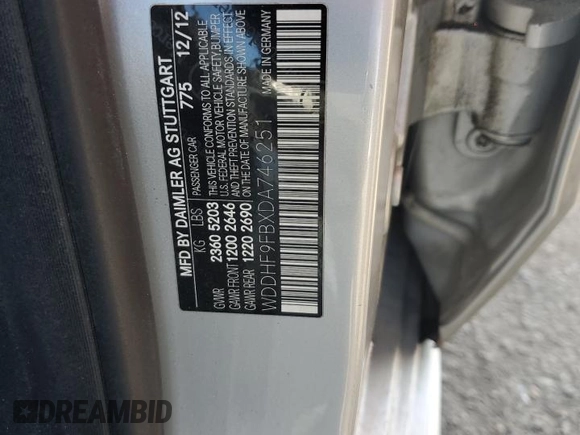 MFD BY DAIMLER AG STUTTGART
775 12/12
KG LBS PASSENGER CAR
GVWR 2360 5203
GAWR FRONT 1200 2646
GAWR REAR 1220 2690
THIS VEHICLE CONFORMS TO ALL APPLICABLE
U.S. FEDERAL MOTOR VEHICLE SAFETY,BUMPER
AND THEFT PREVENTION STANDARDS IN EFFECT
ON THE DATE OF MANUFACTURE SHOWN ABOVE
WDDHF9FBXDA746251
MADE IN GERMANY
DREAMBID